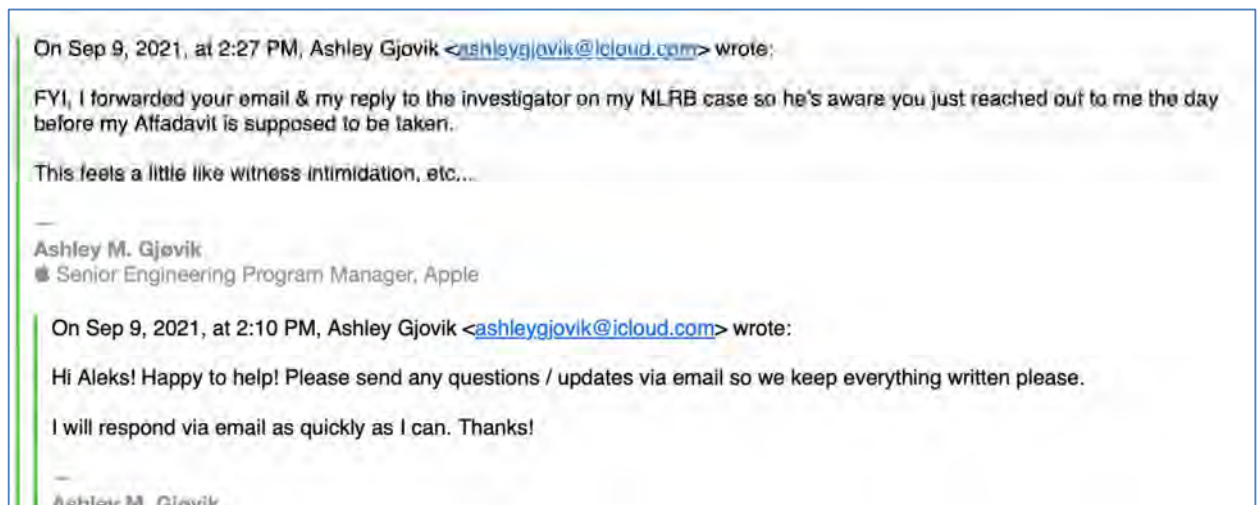 On Sep 9, 2021, at 2:27 PM, Ashley Gjovik <ashleygjovik@icloud.com> wrote:
FYI, I forwarded your email & my reply to the investigator on my NLRB case so he's aware you just reached out to me the day
before my Affadavit is supposed to be taken.
This feels a little like witness intimidation, etc...
—
Ashley M. Gjøvik
 Senior Engineering Program Manager, Apple
On Sep 9, 2021, at 2:10 PM, Ashley Gjovik <ashleygjovik@icloud.com> wrote:
Hi Aleks! Happy to help! Please send any questions / updates via email so we keep everything written please.
I will respond via email as quickly as I can. Thanks!
—
Ashley M. Gjøvik